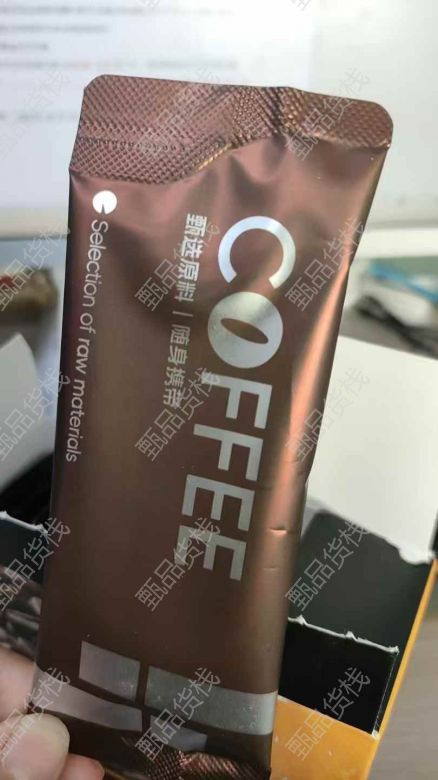 COFFEE
甄选原料 | 随身携带
Selection of raw materials
甄品货栈